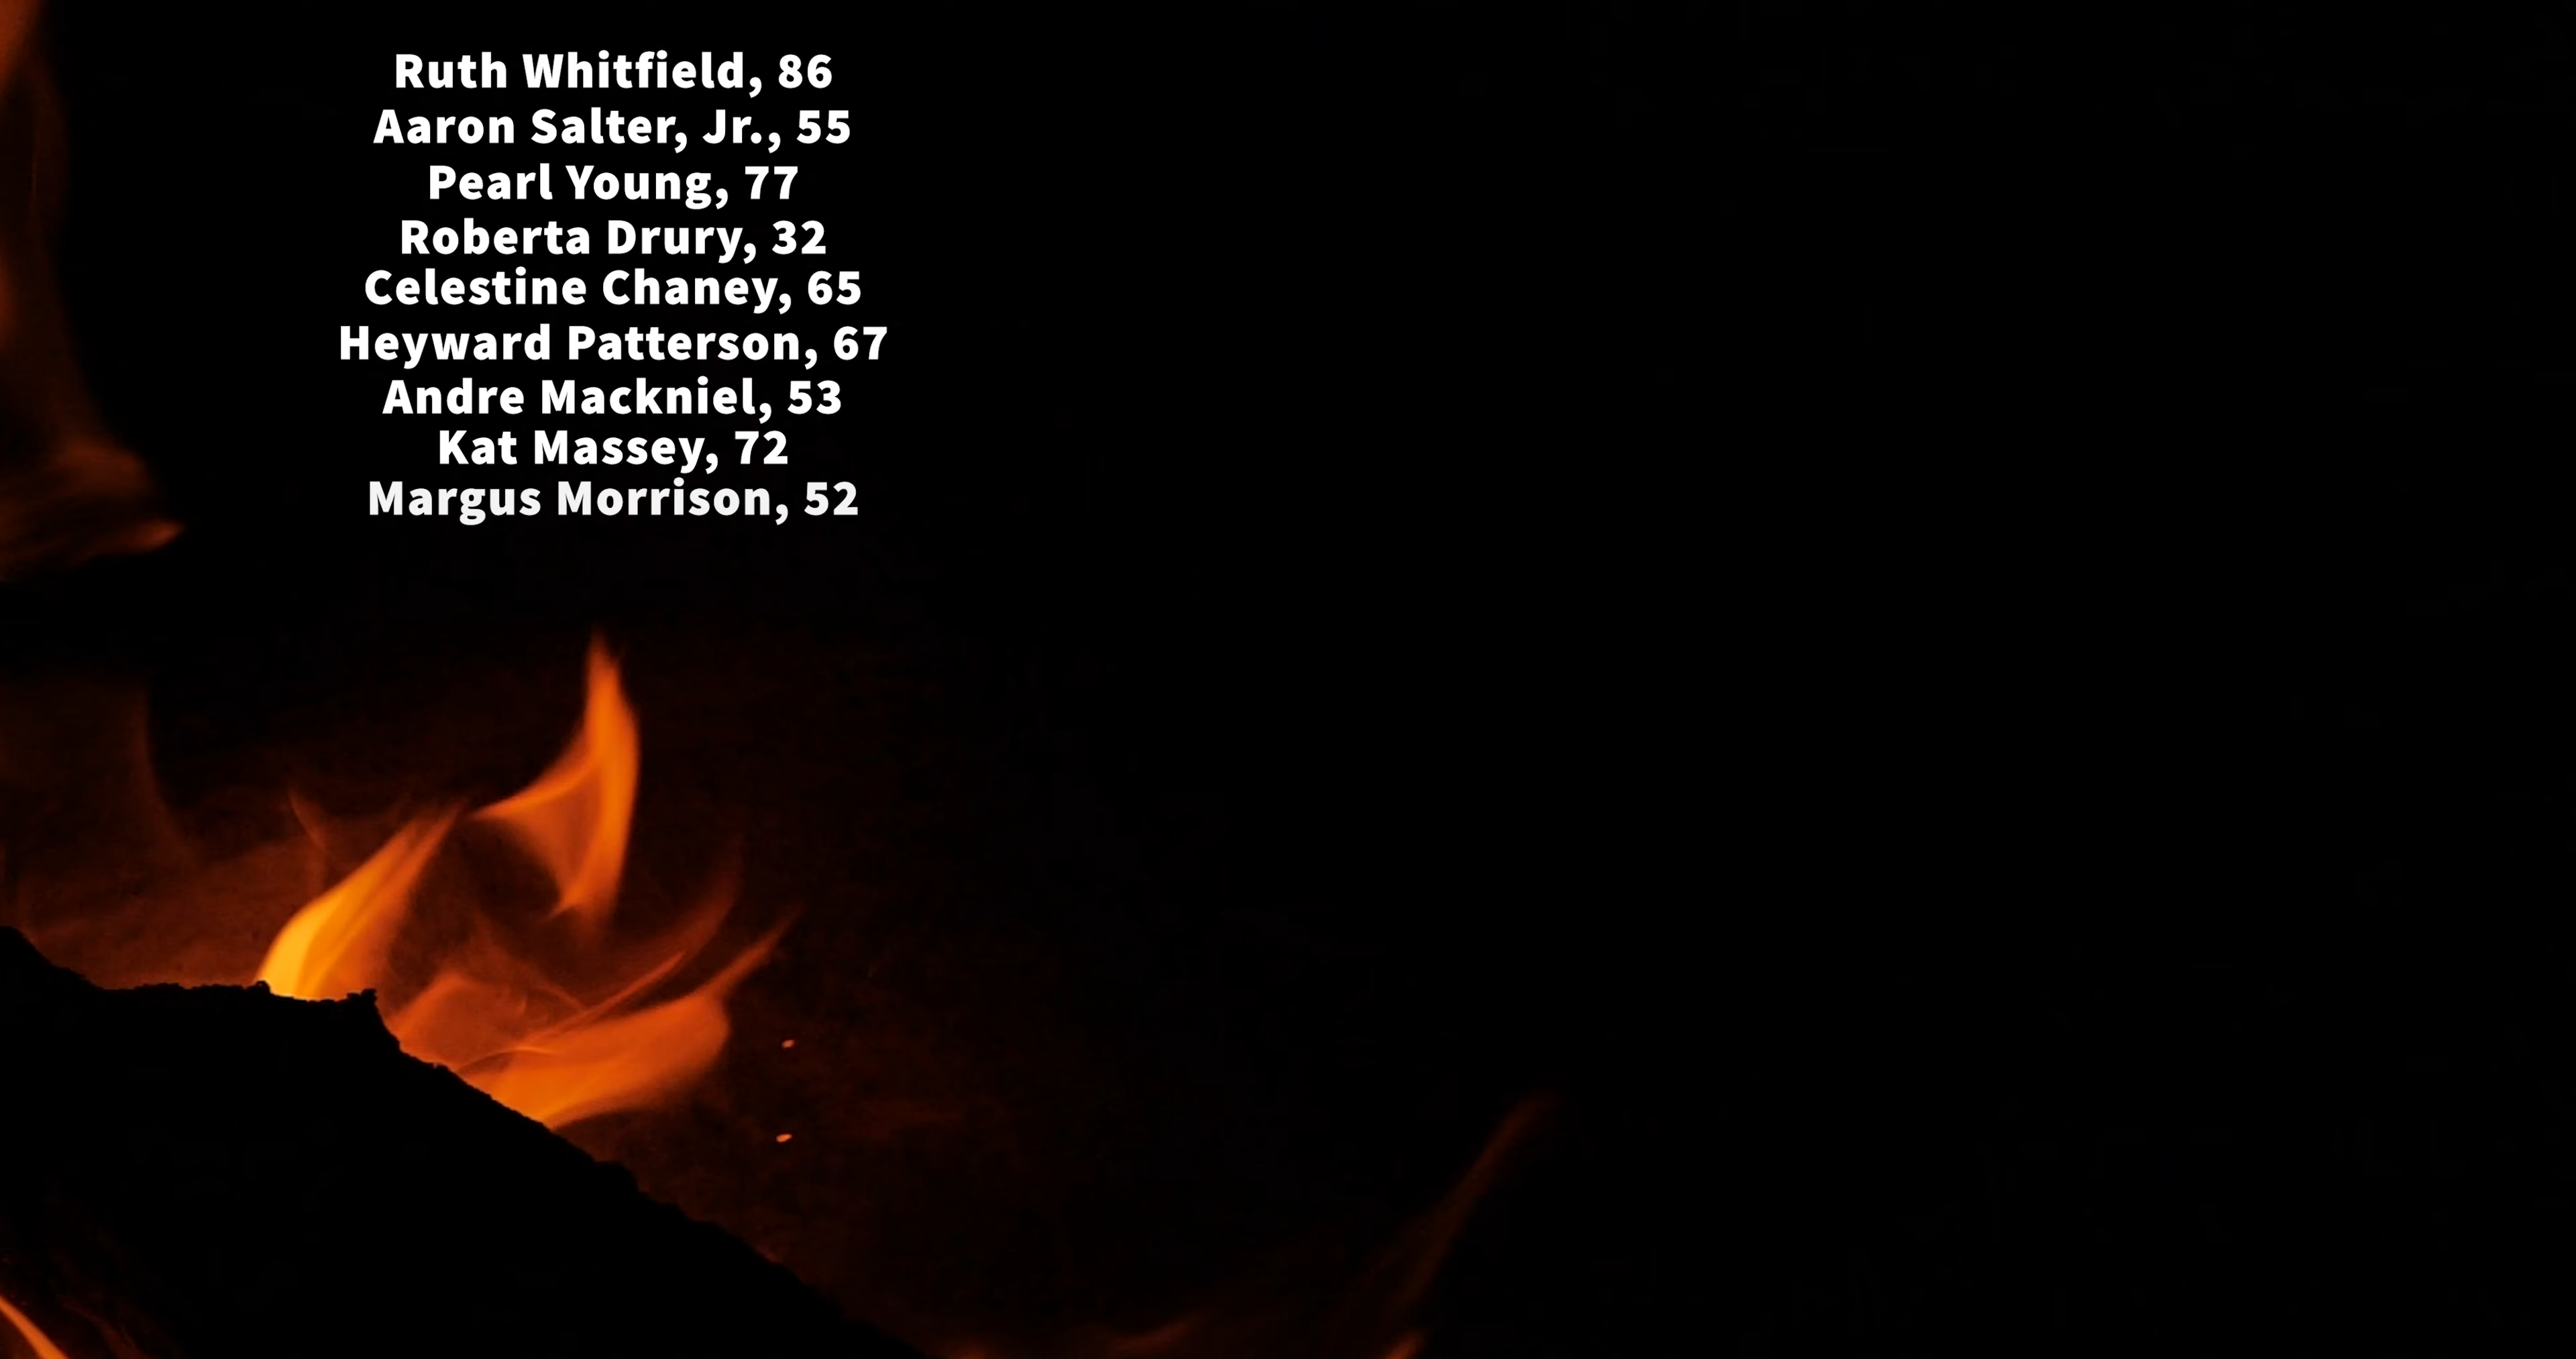 Ruth Whitfield, 86
Aaron Salter, Jr., 55
Pearl Young, 77
Roberta Drury, 32
Celestine Chaney, 65
Heyward Patterson, 67
Andre Mackniel, 53
Kat Massey, 72
Margus Morrison, 52